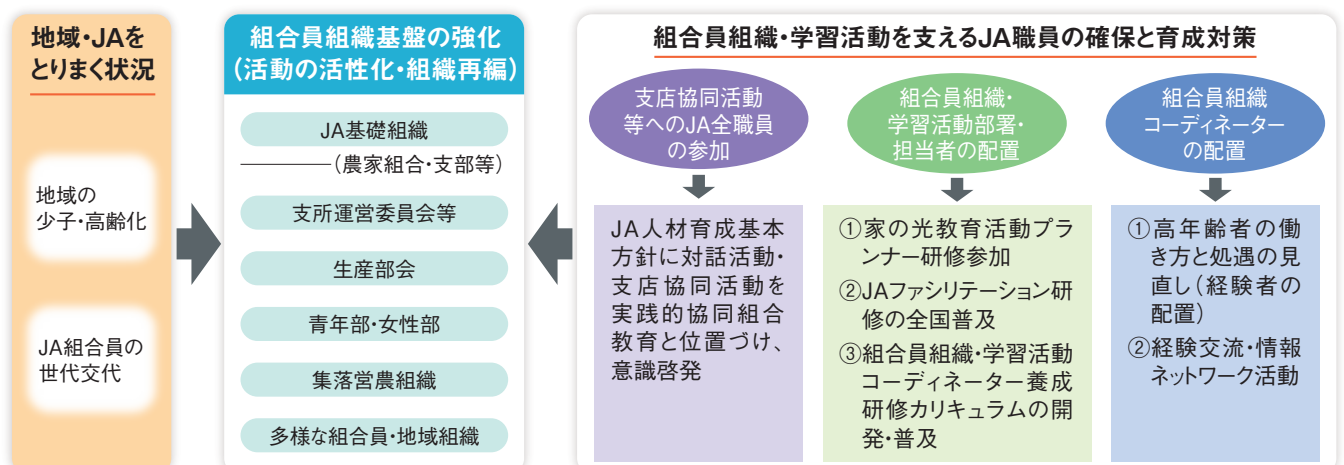 地域・JAを
とりまく状況
地域の
少子・高齢化
JA組合員の
世代交代
組合員組織基盤の強化
(活動の活性化・組織再編)
JA基礎組織
(農家組合・支部等)
支所運営委員会等
生産部会
青年部・女性部
集落営農組織
多様な組合員・地域組織
組合員組織・学習活動を支えるJA職員の確保と育成対策
支店協同活動
等へのJA全職員
の参加
JA人材育成基本
方針に対話活動・
支店協同活動を
実践的協同組合
教育と位置づけ、
意識啓発
組合員組織・
学習活動部署・
担当者の配置
①家の光教育活動プラ
ンナー研修参加
②JAファシリテーション研
修の全国普及
③組合員組織・学習活動
コーディネーター養成
研修カリキュラムの開
発・普及
組合員組織
コーディネーター
の配置
①高年齢者の働
き方と処遇の見
直し(経験者の
配置)
②経験交流・情報
ネットワーク活動